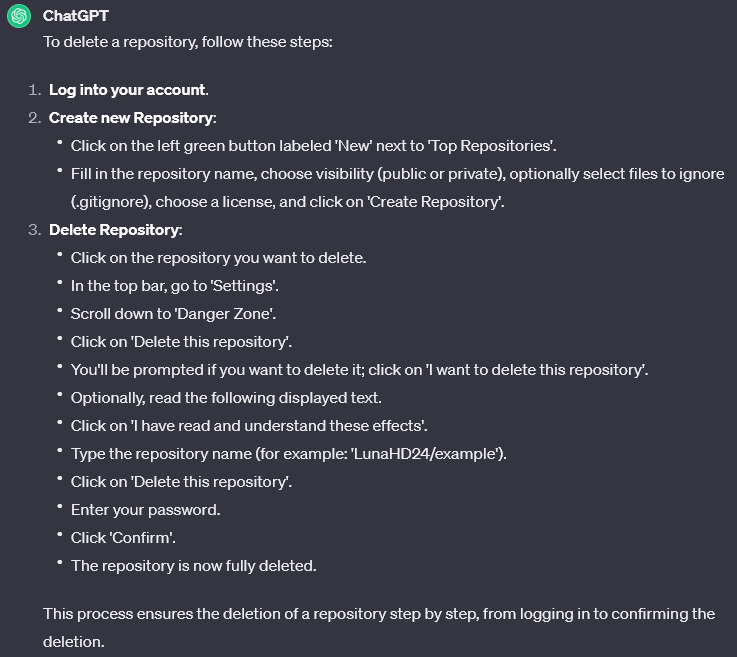 ChatGPT
To delete a repository, follow these steps:
1. Log into your account.
2. Create new Repository:
• Click on the left green button labeled 'New' next to 'Top Repositories'.
• Fill in the repository name, choose visibility (public or private), optionally select files to ignore
(.gitignore), choose a license, and click on 'Create Repository'.
3. Delete Repository:
• Click on the repository you want to delete.
• In the top bar, go to 'Settings'.
• Scroll down to 'Danger Zone'.
• Click on 'Delete this repository'.
• You'll be prompted if you want to delete it; click on 'I want to delete this repository'.
• Optionally, read the following displayed text.
• Click on 'I have read and understand these effects'.
• Type the repository name (for example: 'LunaHD24/example').
• Click on 'Delete this repository'.
• Enter your password.
• Click 'Confirm'.
• The repository is now fully deleted.
This process ensures the deletion of a repository step by step, from logging in to confirming the
deletion.